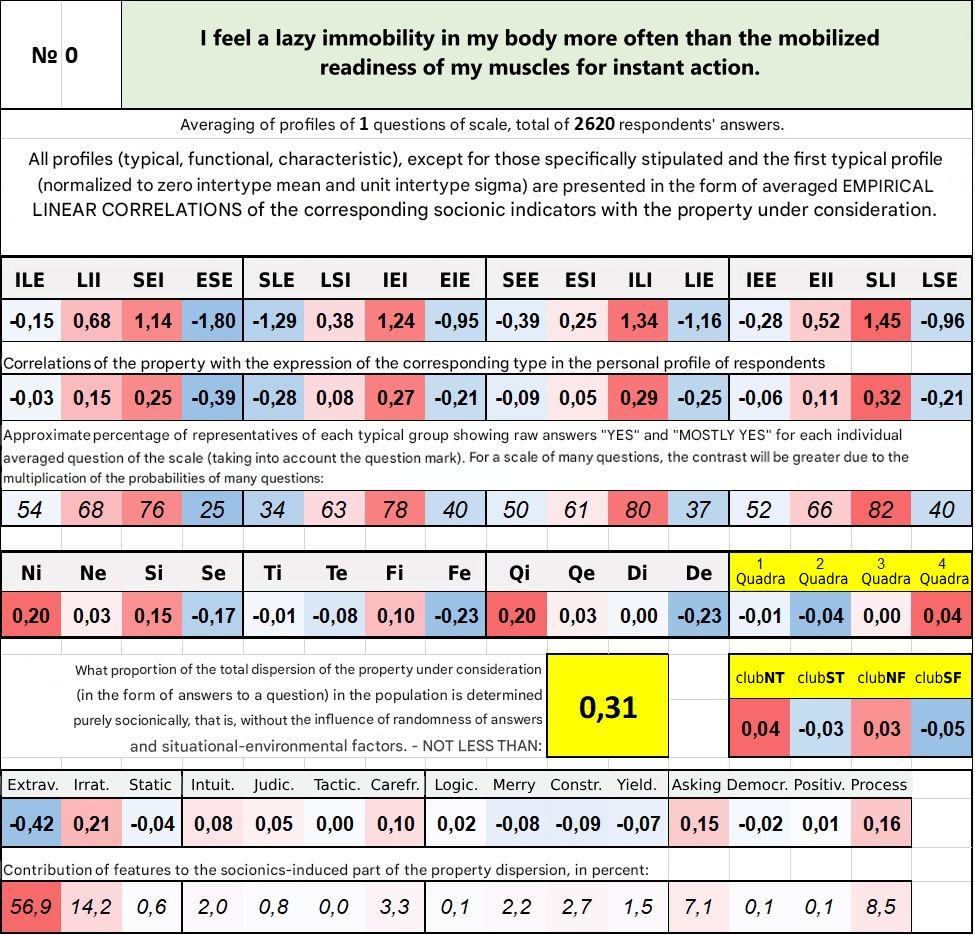 № 0
I feel a lazy immobility in my body more often than the mobilized
readiness of my muscles for instant action.
Averaging of profiles of 1 questions of scale, total of 2620 respondents' answers.
All profiles (typical, functional, characteristic), except for those specifically stipulated and the first typical profile
(normalized to zero intertype mean and unit intertype sigma) are presented in the form of averaged EMPIRICAL
LINEAR CORRELATIONS of the corresponding socionic indicators with the property under consideration.
ILE LII SEI ESE SLE LSI IEI EIE SEE ESI ILI LIE IEE EII SLI LSE
-0,15 0,68 1,14 -1,80 -1,29 0,38 1,24 -0,95 -0,39 0,25 1,34 -1,16 -0,28 0,52 1,45 -0,96
Correlations of the property with the expression of the corresponding type in the personal profile of respondents
-0,03 0,15 0,25 -0,39 -0,28 0,08 0,27 -0,21 -0,09 0,05 0,29 -0,25 -0,06 0,11 0,32 -0,21
Approximate percentage of representatives of each typical group showing raw answers "YES" and "MOSTLY YES" for each individual
averaged question of the scale (taking into account the question mark). For a scale of many questions, the contrast will be greater due to the
multiplication of the probabilities of many questions:
54 68 76 25 34 63 78 40 50 61 80 37 52 66 82 40
Ni Ne Si Se Ti Te Fi Fe Qi Qe Di De 1 Quadra 2 Quadra 3 Quadra 4 Quadra
0,20 0,03 0,15 -0,17 -0,01 -0,08 0,10 -0,23 0,20 0,03 0,00 -0,23 -0,01 -0,04 0,00 0,04
What proportion of the total dispersion of the property under consideration
(in the form of answers to a question) in the population is determined
purely socionically, that is, without the influence of randomness of answers
and situational-environmental factors. - NOT LESS THAN:
0,31
clubNT clubST clubNF clubSF
0,04 -0,03 0,03 -0,05
Extrav. Irrat. Static Intuit. Judic. Tactic. Carefr. Logic. Merry Constr. Yield. Asking Democr. Positiv. Process
-0,42 0,21 -0,04 0,08 0,05 0,00 0,10 0,02 -0,08 -0,09 -0,07 0,15 -0,02 0,01 0,16
Contribution of features to the socionics-induced part of the property dispersion, in percent:
56,9 14,2 0,6 2,0 0,8 0,0 3,3 0,1 2,2 2,7 1,5 7,1 0,1 0,1 8,5